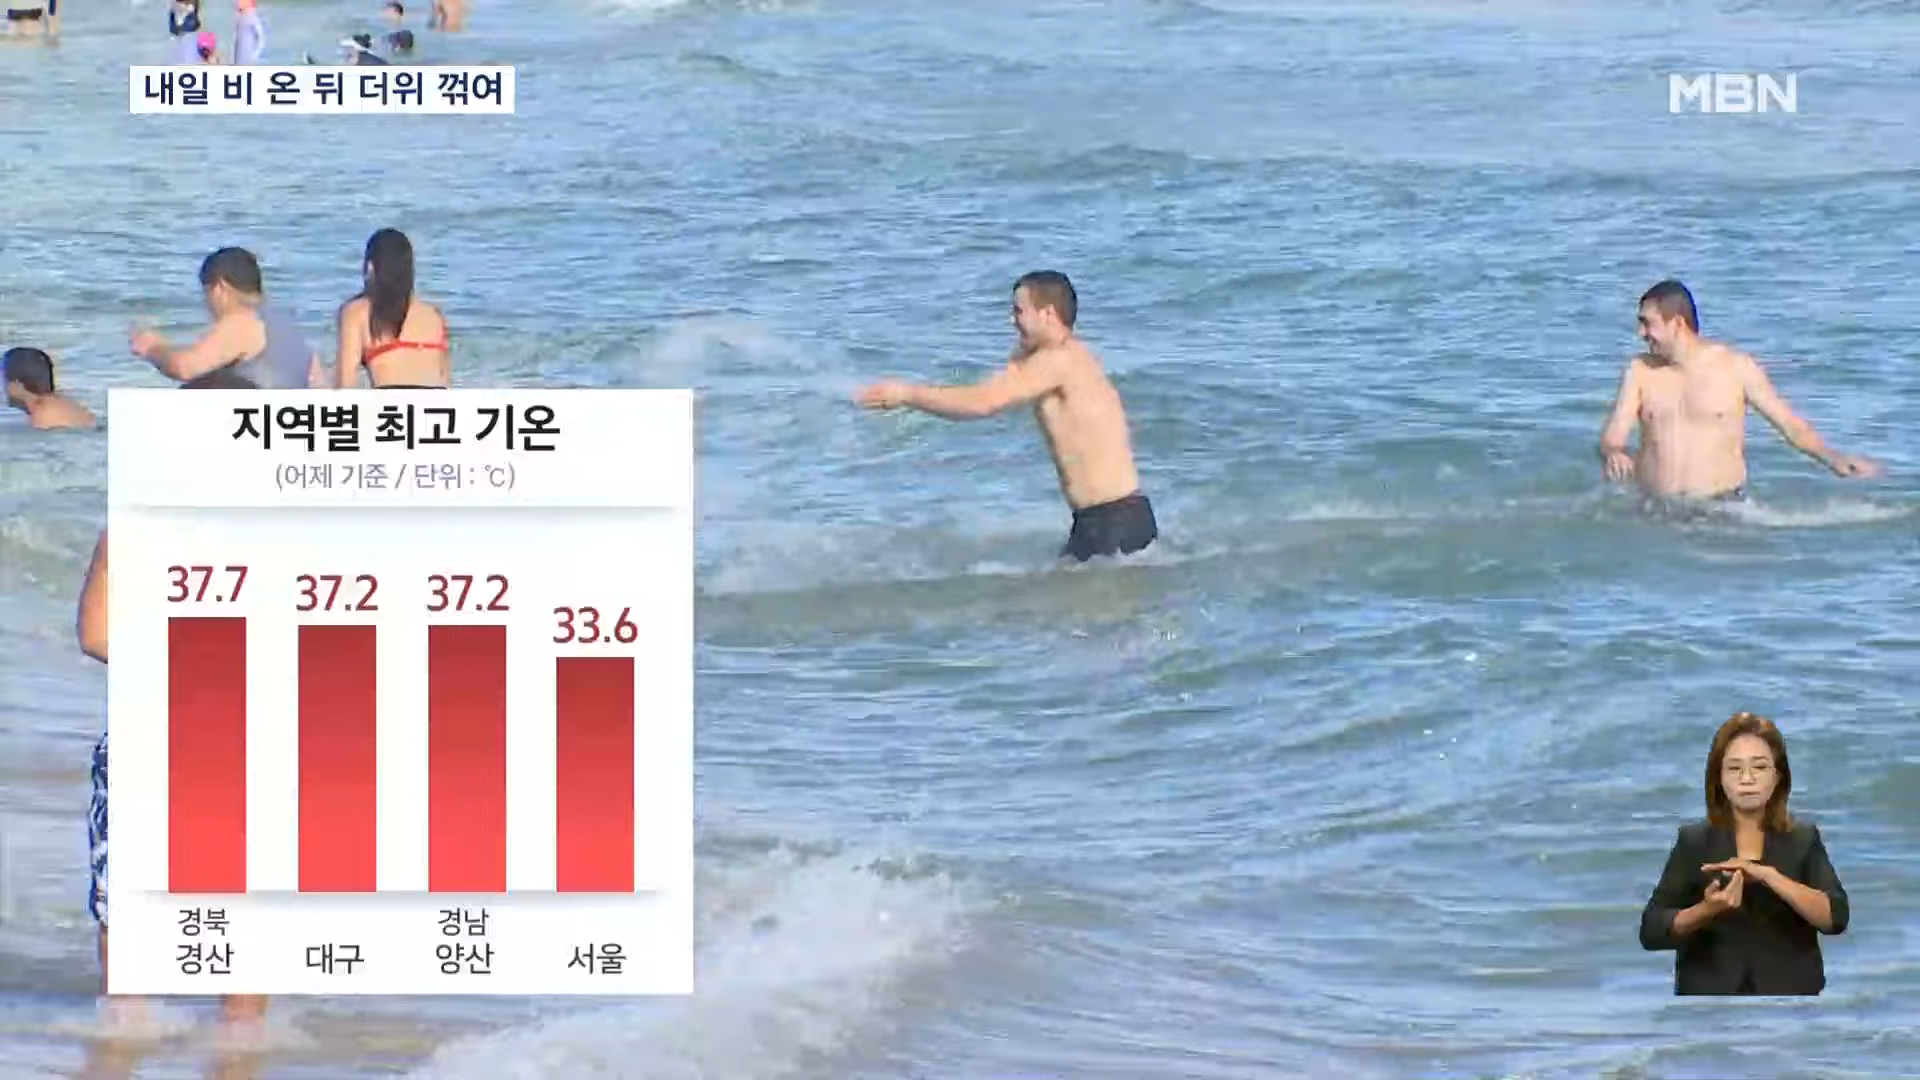 내일 비 온 뒤 더위 꺾여
MBN
지역별 최고 기온
(어제 기준 / 단위 : ℃)
37.7 37.2 37.2 33.6
경북 경남
경산 대구 양산 서울